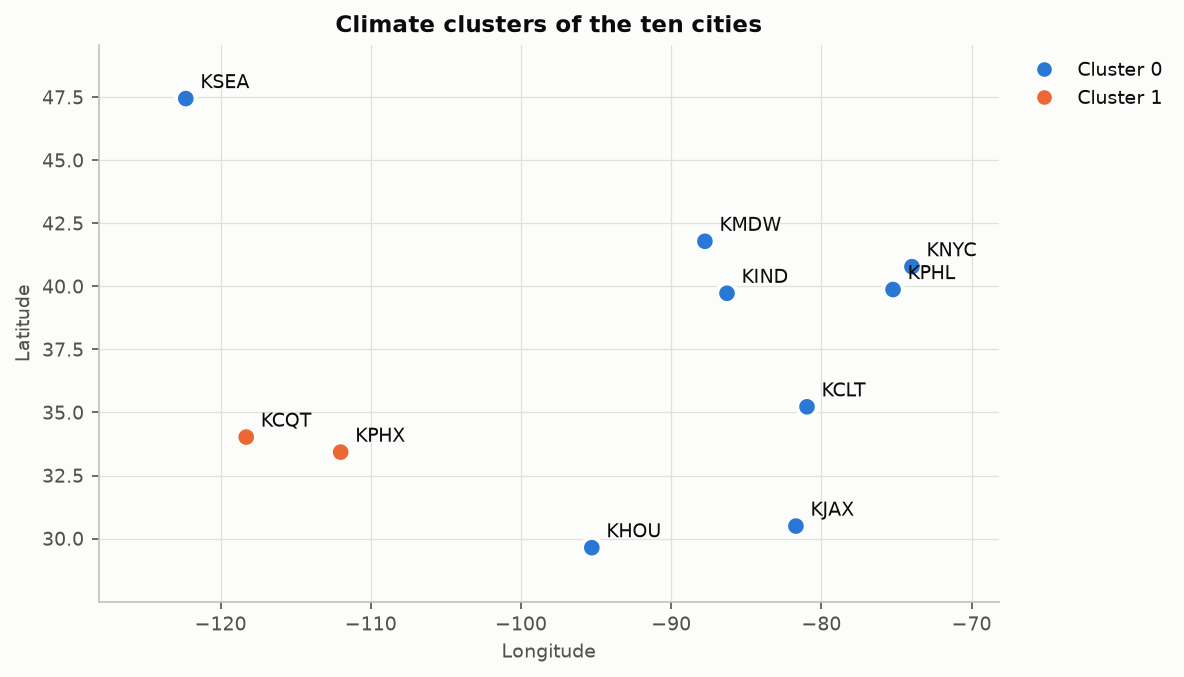 Climate clusters of the ten cities
Cluster 0
Cluster 1
KSEA
KMDW
KNYC
KPHL
KIND
KCLT
KCQT
KPHX
KJAX
KHOU
Latitude
47.5
45.0
42.5
40.0
37.5
35.0
32.5
30.0
−120
−110
−100
−90
−80
−70
Longitude